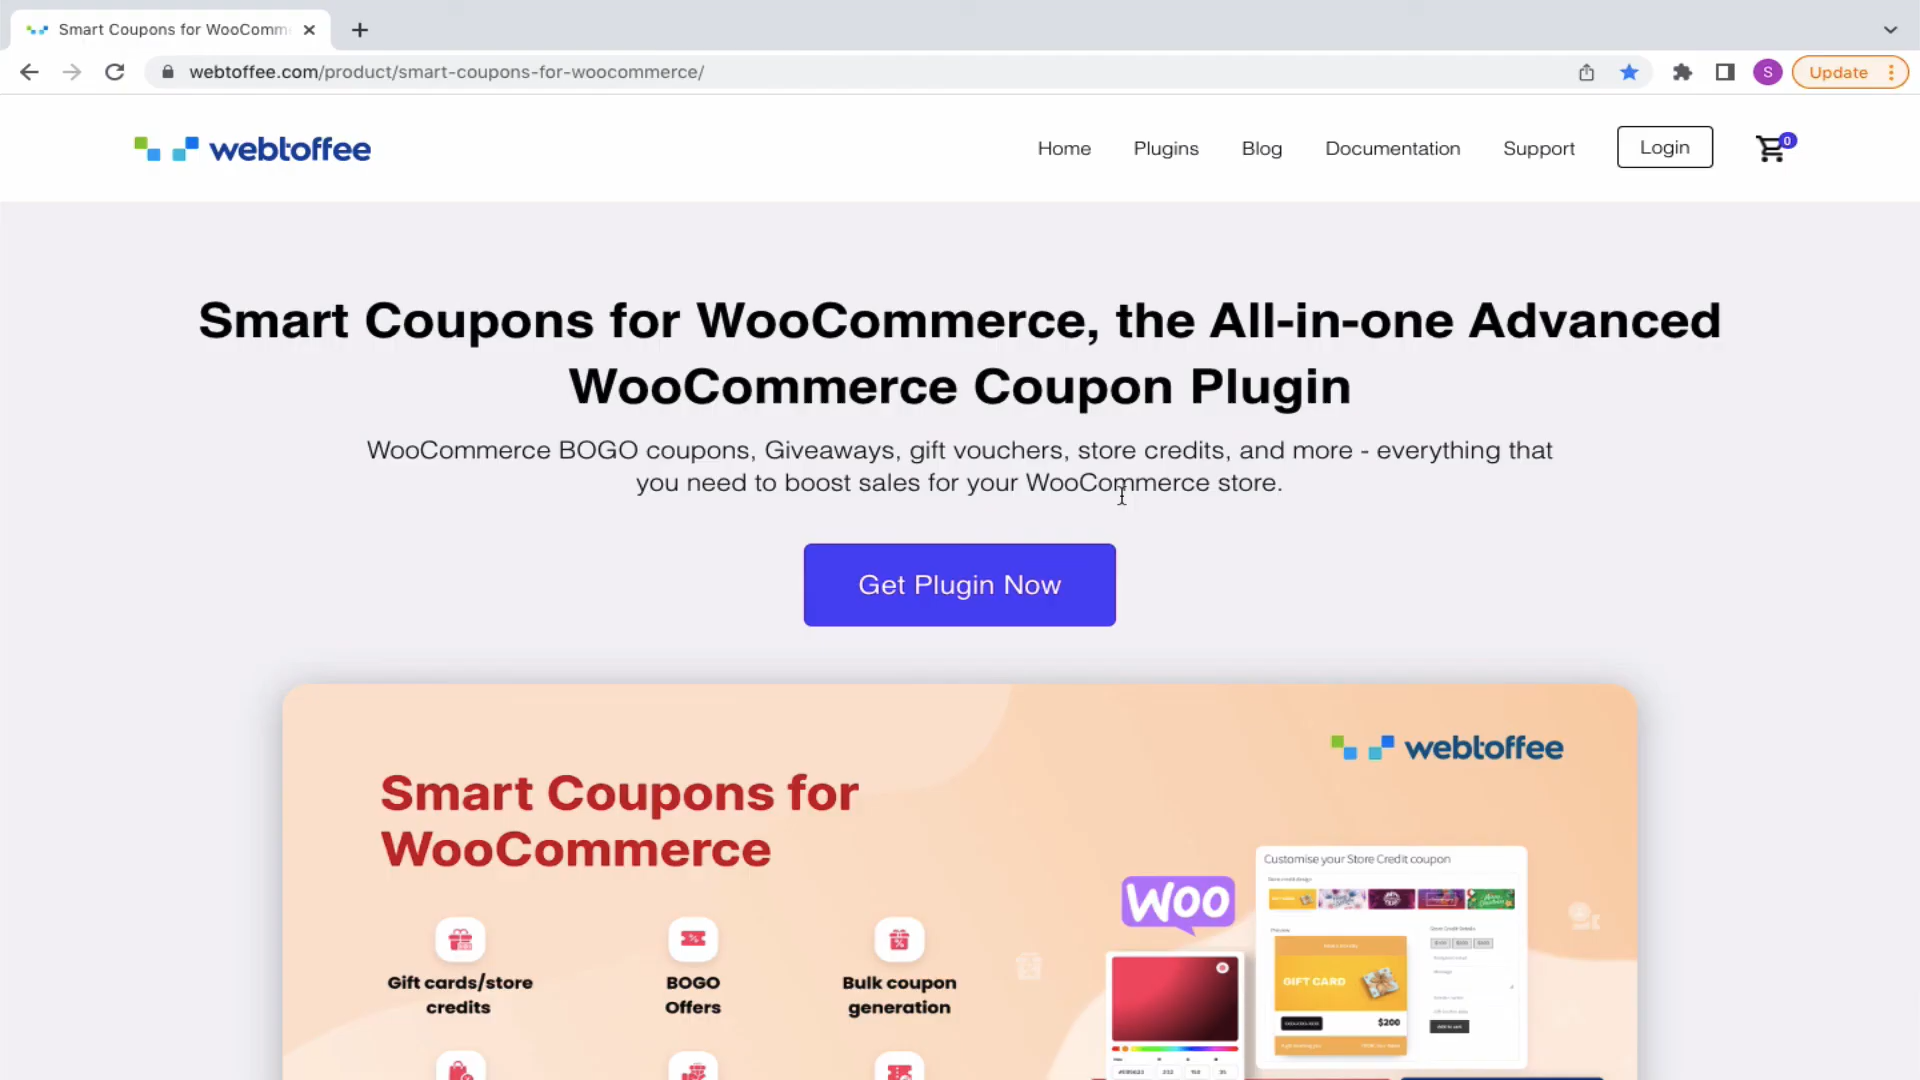 Smart Coupons for WooComm
webtoffee.com/product/smart-coupons-for-woocommerce/
S
Update
webtoffee
Home
Plugins
Blog
Documentation
Support
Login
0
Smart Coupons for WooCommerce, the All-in-one Advanced
WooCommerce Coupon Plugin
WooCommerce BOGO coupons, Giveaways, gift vouchers, store credits, and more - everything that
you need to boost sales for your WooCommerce store.
Get Plugin Now
webtoffee
Smart Coupons for
WooCommerce
Gift cards/store
credits
BOGO
Offers
Bulk coupon
generation
Woo
Customise your Store Credit coupon
Preview
GIFT CARD
$200
Message